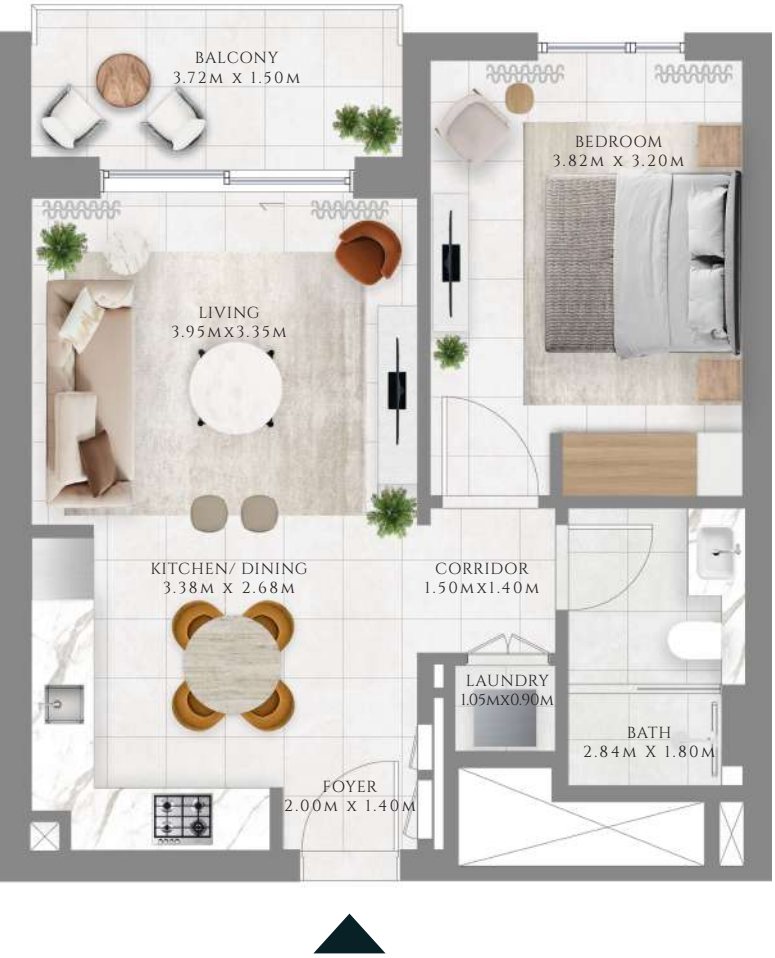 BALCONY
3.72M X 1.50M
BEDROOM
3.82M X 3.20M
LIVING
3.95MX3.35M
KITCHEN/ DINING
3.38M X 2.68M
CORRIDOR
1.50MX1.40M
LAUNDRY
1.05MX0.90M
BATH
2.84M X 1.80M
FOYER
2.00M X 1.40M